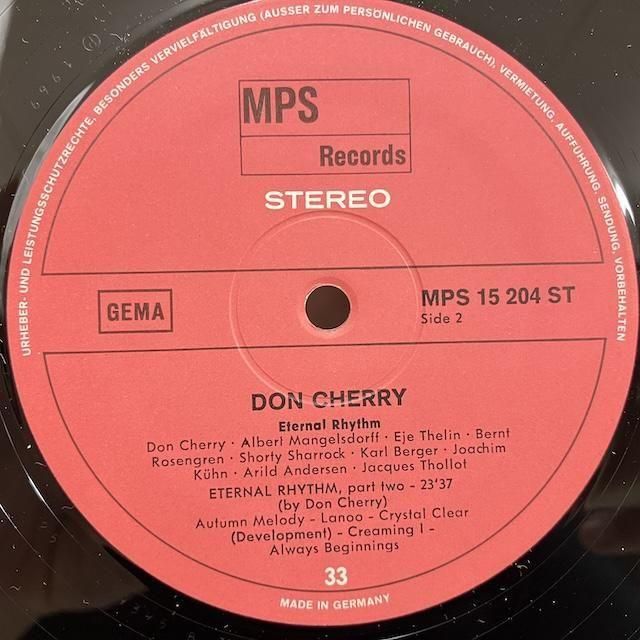 URHEBER- UND LEISTUNGSSCHUTZRECHTE, BESONDERS VERVIELFÄLTIGUNG (AUSSER ZUM PERSÖNLICHEN GEBRAUCH), VERMIETUNG, AUFFÜHRUNG, SENDUNG, VORBEHALTEN
MPS
Records
STEREO
GEMA
MPS 15 204 ST
Side 2
DON CHERRY
Eternal Rhythm
Don Cherry · Albert Mangelsdorff · Eje Thelin · Bernt
Rosengren · Shorty Sharrock · Karl Berger · Joachim
Kühn · Arild Andersen · Jacques Thollot
ETERNAL RHYTHM, part two - 23'37
(by Don Cherry)
Autumn Melody - Lanoo - Crystal Clear
(Development) - Creaming I -
Always Beginnings
33
MADE IN GERMANY